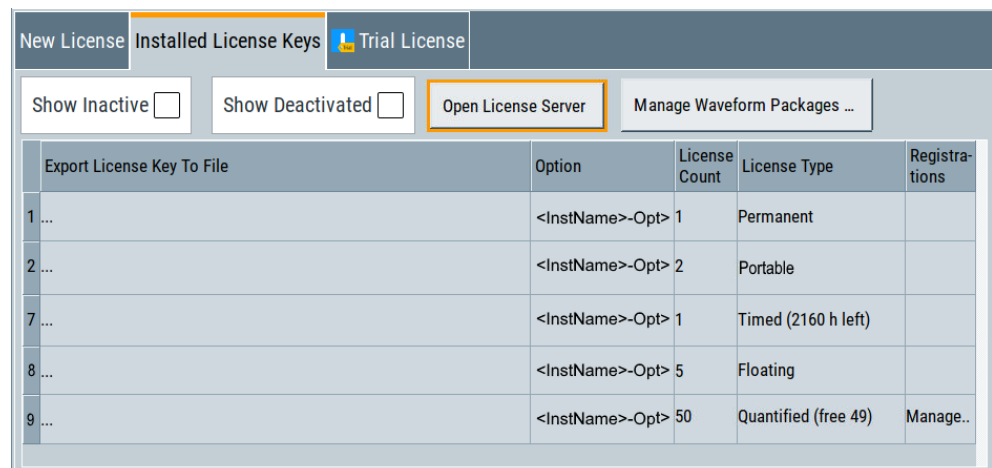 New License Installed License Keys Trial License
Show Inactive Show Deactivated Open License Server Manage Waveform Packages ...
Export License Key To File Option License Count License Type Registra-tions
1 ... <InstName>-Opt> 1 Permanent
2 ... <InstName>-Opt> 2 Portable
7 ... <InstName>-Opt> 1 Timed (2160 h left)
8 ... <InstName>-Opt> 5 Floating
9 ... <InstName>-Opt> 50 Quantified (free 49) Manage..